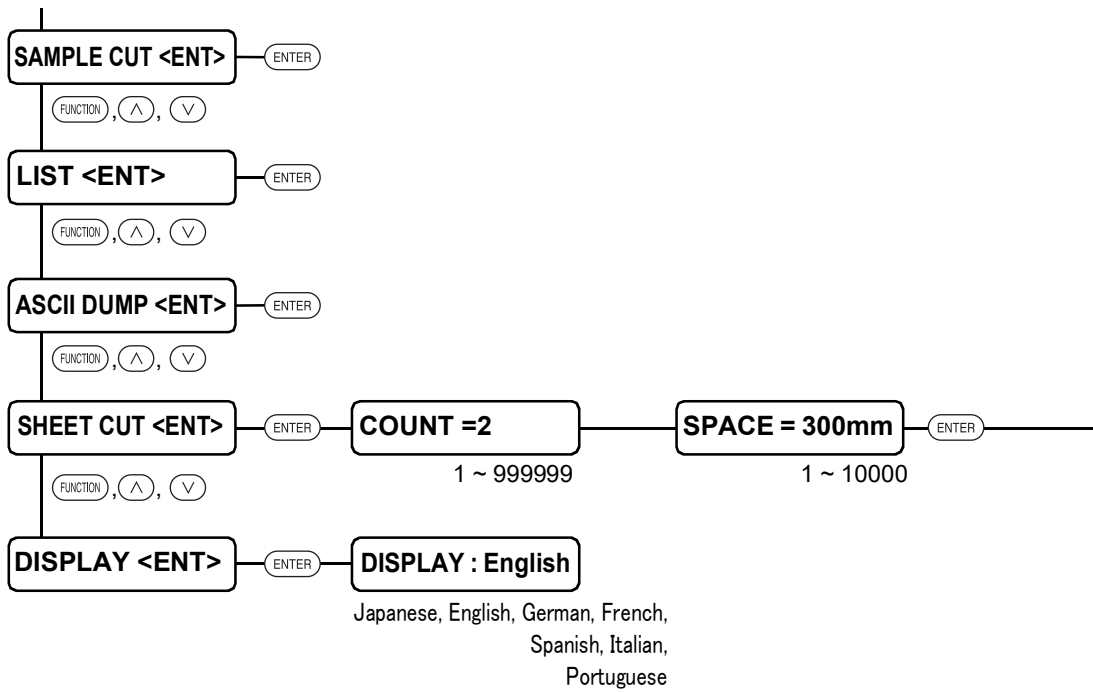 SAMPLE CUT <ENT> ENTER
FUNCTION , ∧ , ∨
LIST <ENT> ENTER
FUNCTION , ∧ , ∨
ASCII DUMP <ENT> ENTER
FUNCTION , ∧ , ∨
SHEET CUT <ENT> ENTER COUNT =2 SPACE = 300mm ENTER
1 ~ 999999 1 ~ 10000
FUNCTION , ∧ , ∨
DISPLAY <ENT> ENTER DISPLAY : English
Japanese, English, German, French,
Spanish, Italian,
Portuguese